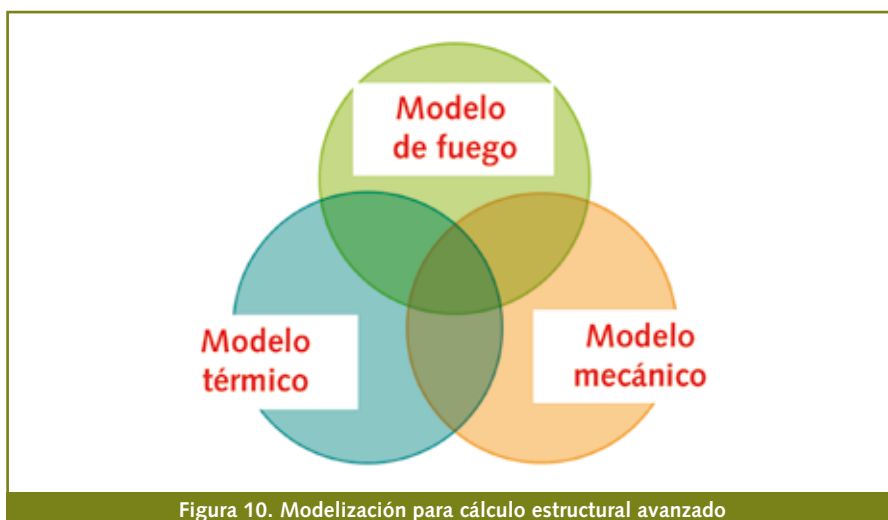 Modelo
de fuego
Modelo
térmico
Modelo
mecánico
Figura 10. Modelización para cálculo estructural avanzado